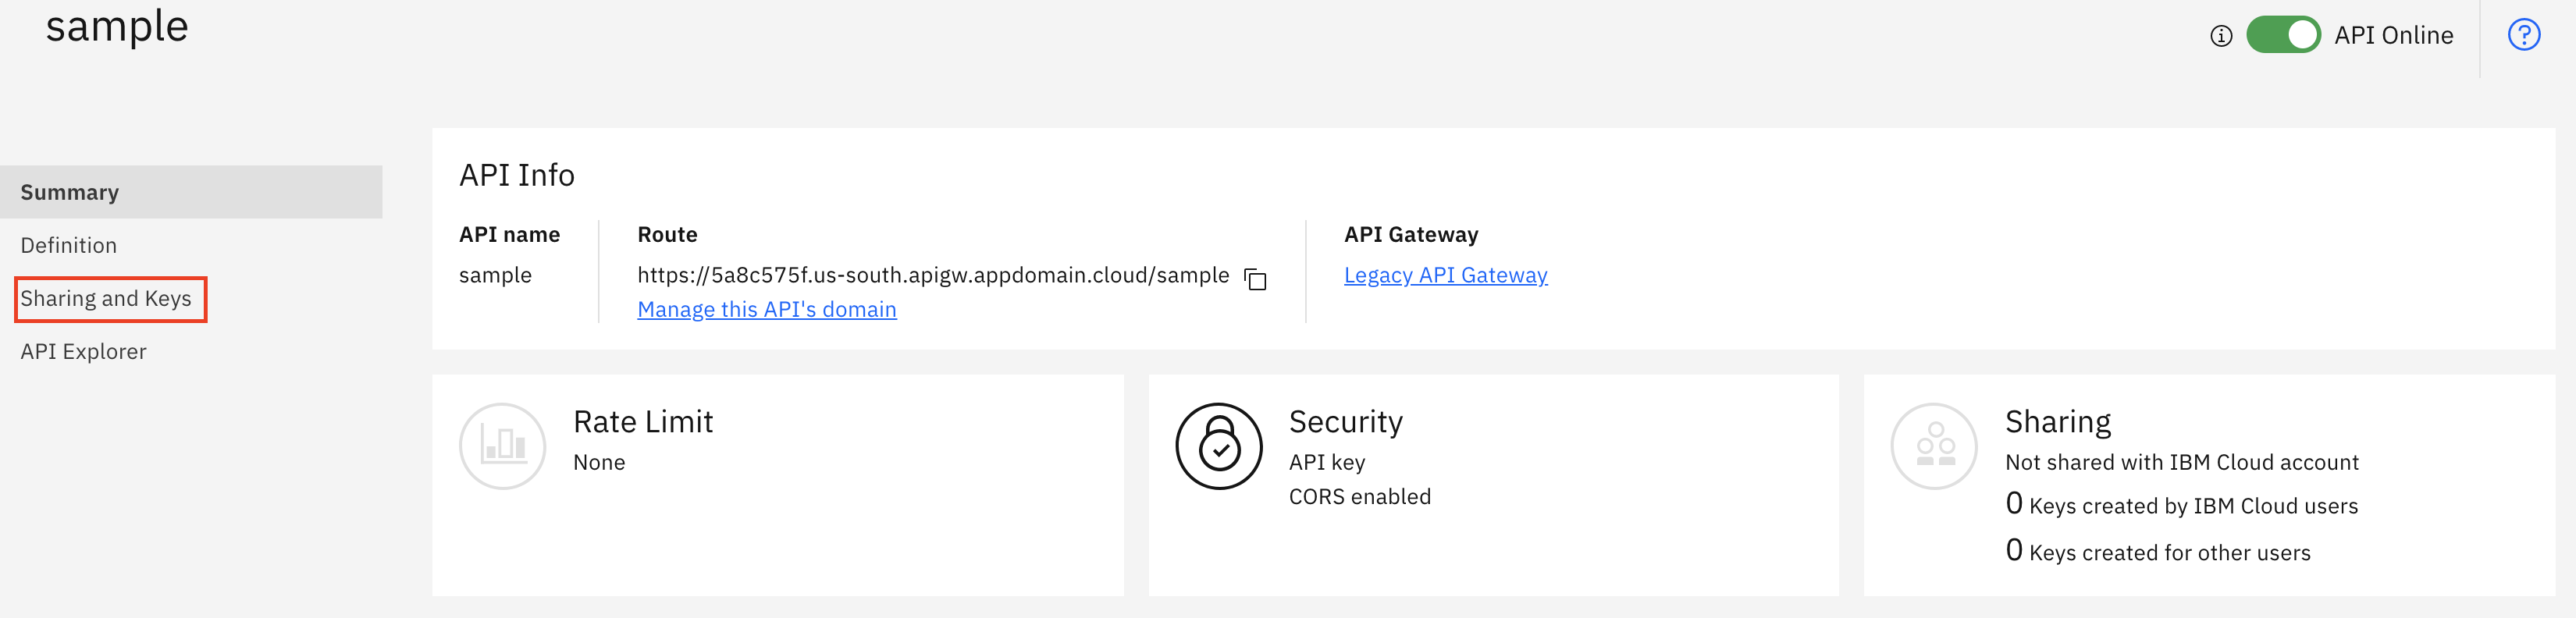 sample
API Online
Summary
Definition
Sharing and Keys
API Explorer
API Info
API name
sample
Route
https://5a8c575f.us-south.apigw.appdomain.cloud/sample
Manage this API's domain
API Gateway
Legacy API Gateway
Rate Limit
None
Security
API key
CORS enabled
Sharing
Not shared with IBM Cloud account
0 Keys created by IBM Cloud users
0 Keys created for other users